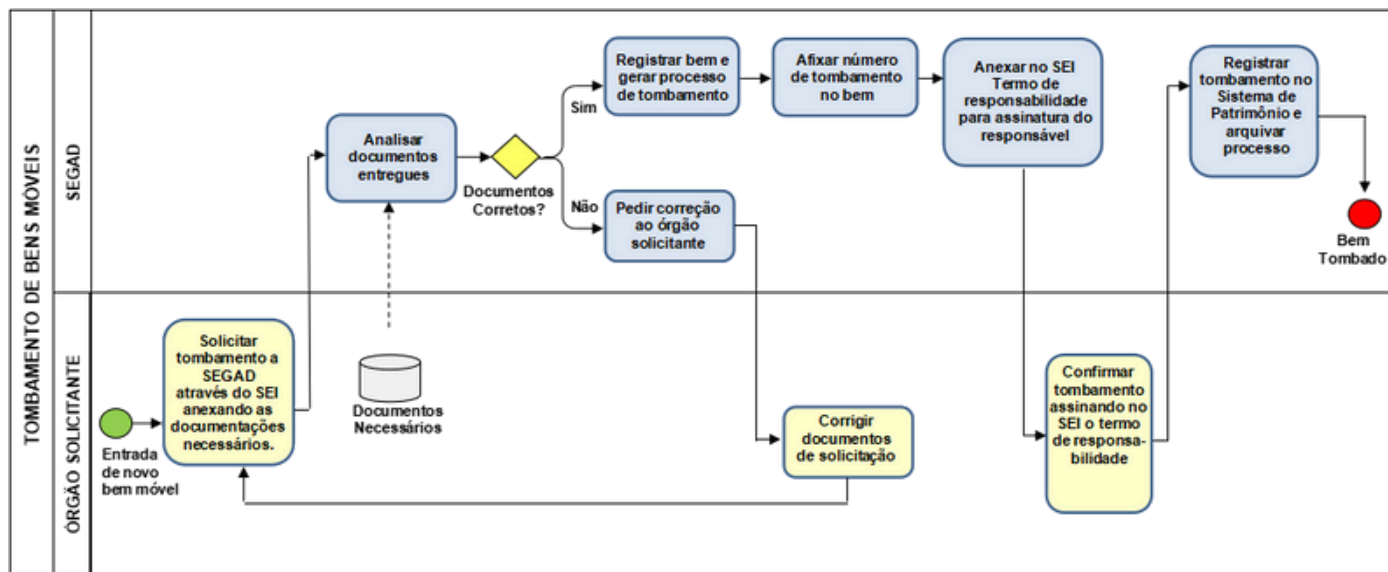 TOMBAMENTO DE BENS MÓVEIS
SEGAD
Analisar
documentos
entregues
Documentos
Corretos?
Sim
Não
Registrar bem e
gerar processo
de tombamento
Afixar número
de tombamento
no bem
Anexar no SEI
Termo de
responsabilidade
para assinatura do
responsável
Registrar
tombamento no
Sistema de
Patrimônio e
arquivar
processo
Pedir correção
ao órgão
solicitante
Bem
Tombado
ÓRGÃO SOLICITANTE
Entrada
de novo
bem móvel
Solicitar
tombamento a
SEGAD
através do SEI
anexando as
documentações
necessários.
Documentos
Necessários
Corrigir
documentos
de solicitação
Confirmar
tombamento
assinando no
SEI o termo
de responsa-
bilidade